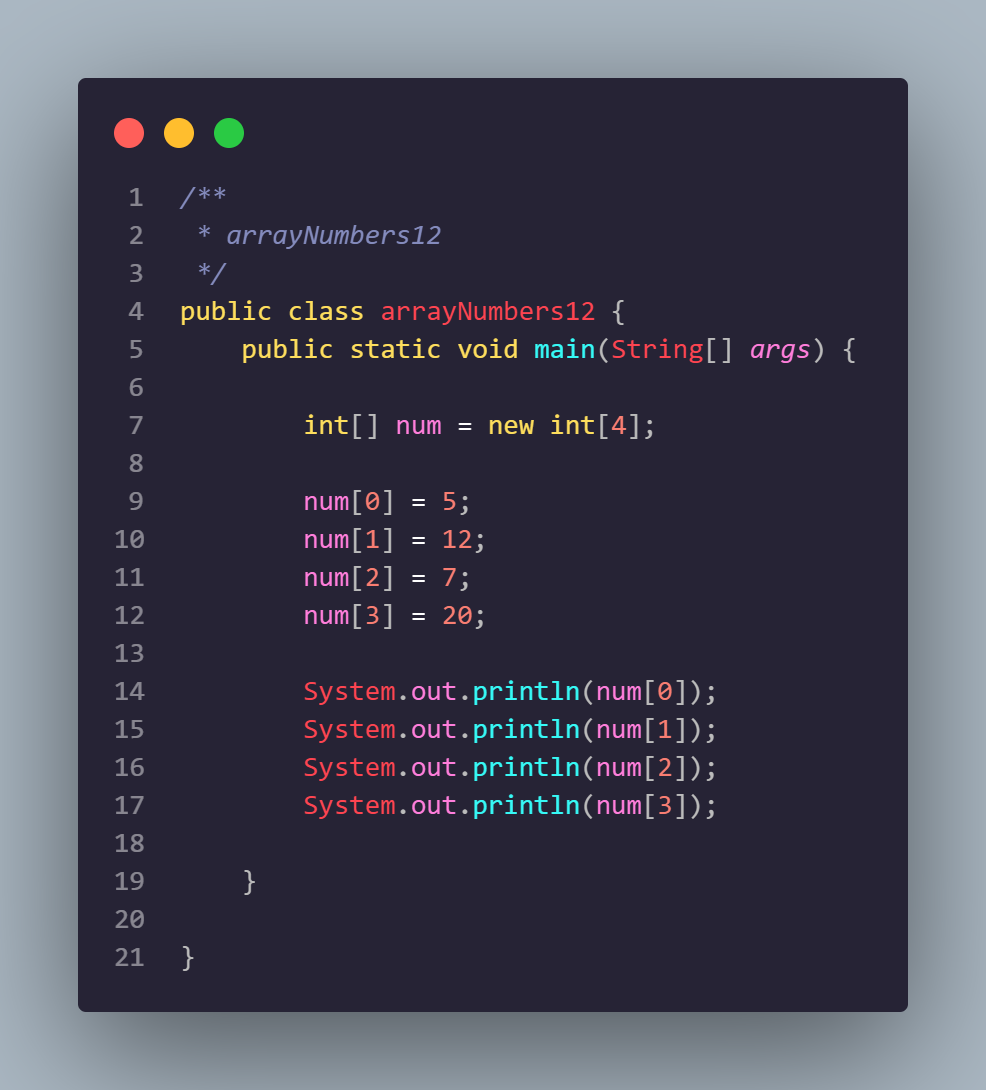 1 /**
2  * arrayNumbers12
3  */
4 public class arrayNumbers12 {
5     public static void main(String[] args) {
6
7         int[] num = new int[4];
8
9         num[0] = 5;
10         num[1] = 12;
11         num[2] = 7;
12         num[3] = 20;
13
14         System.out.println(num[0]);
15         System.out.println(num[1]);
16         System.out.println(num[2]);
17         System.out.println(num[3]);
18
19     }
20
21 }